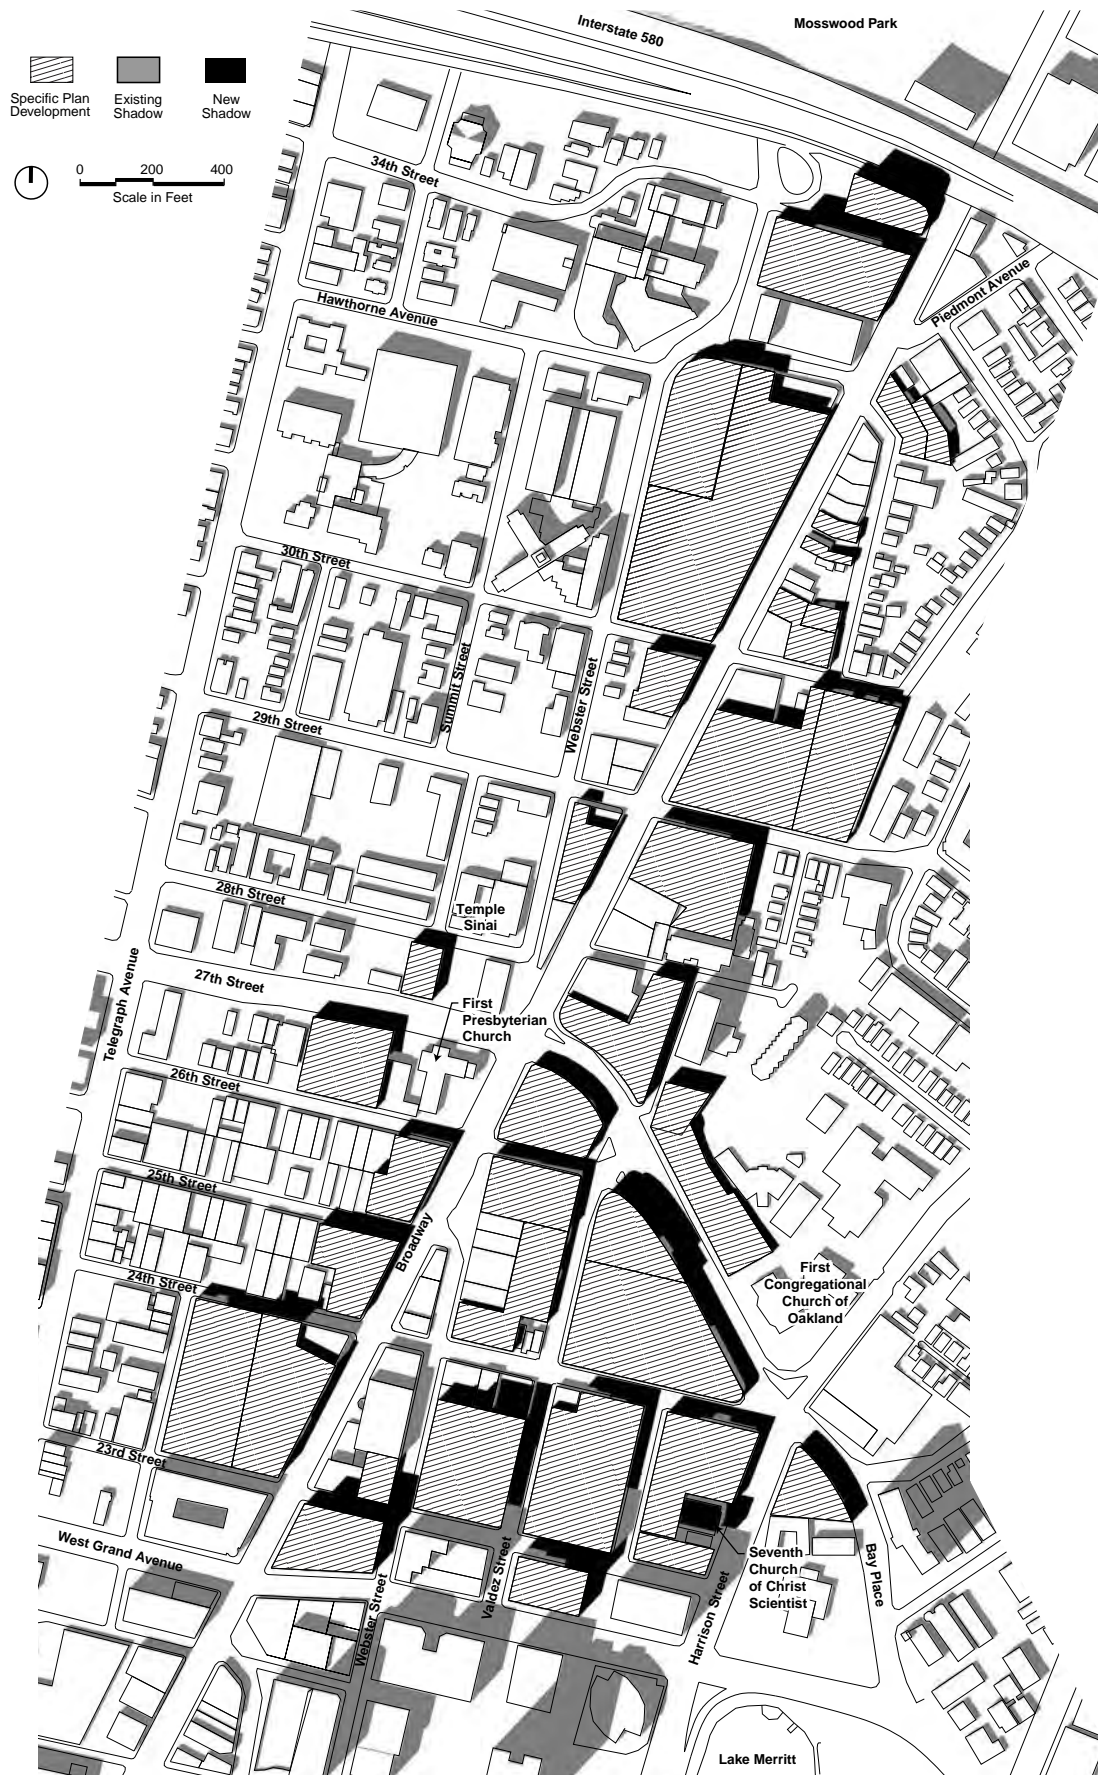 Mosswood Park
Interstate 580
Specific Plan
Development
Existing
Shadow
New
Shadow
0 200 400
Scale in Feet
34th Street
Piedmont Avenue
Hawthorne Avenue
30th Street
Summit Street
Webster Street
29th Street
28th Street
Temple
Sinai
27th Street
Telegraph Avenue
First
Presbyterian
Church
26th Street
25th Street
Broadway
24th Street
First
Congregational
Church of
Oakland
23rd Street
West Grand Avenue
Valdez Street
Seventh
Church
of Christ
Scientist
Bay Place
Harrison Street
Webster Street
Lake Merritt